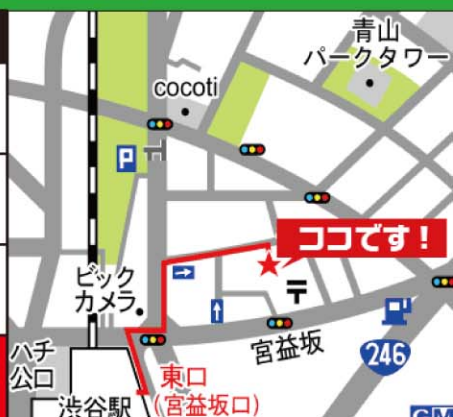 青山
パークタワー
cocoti
P
ココです！
ビック
カメラ
宮益坂
246
ハチ
公口
渋谷駅
東口
(宮益坂口)